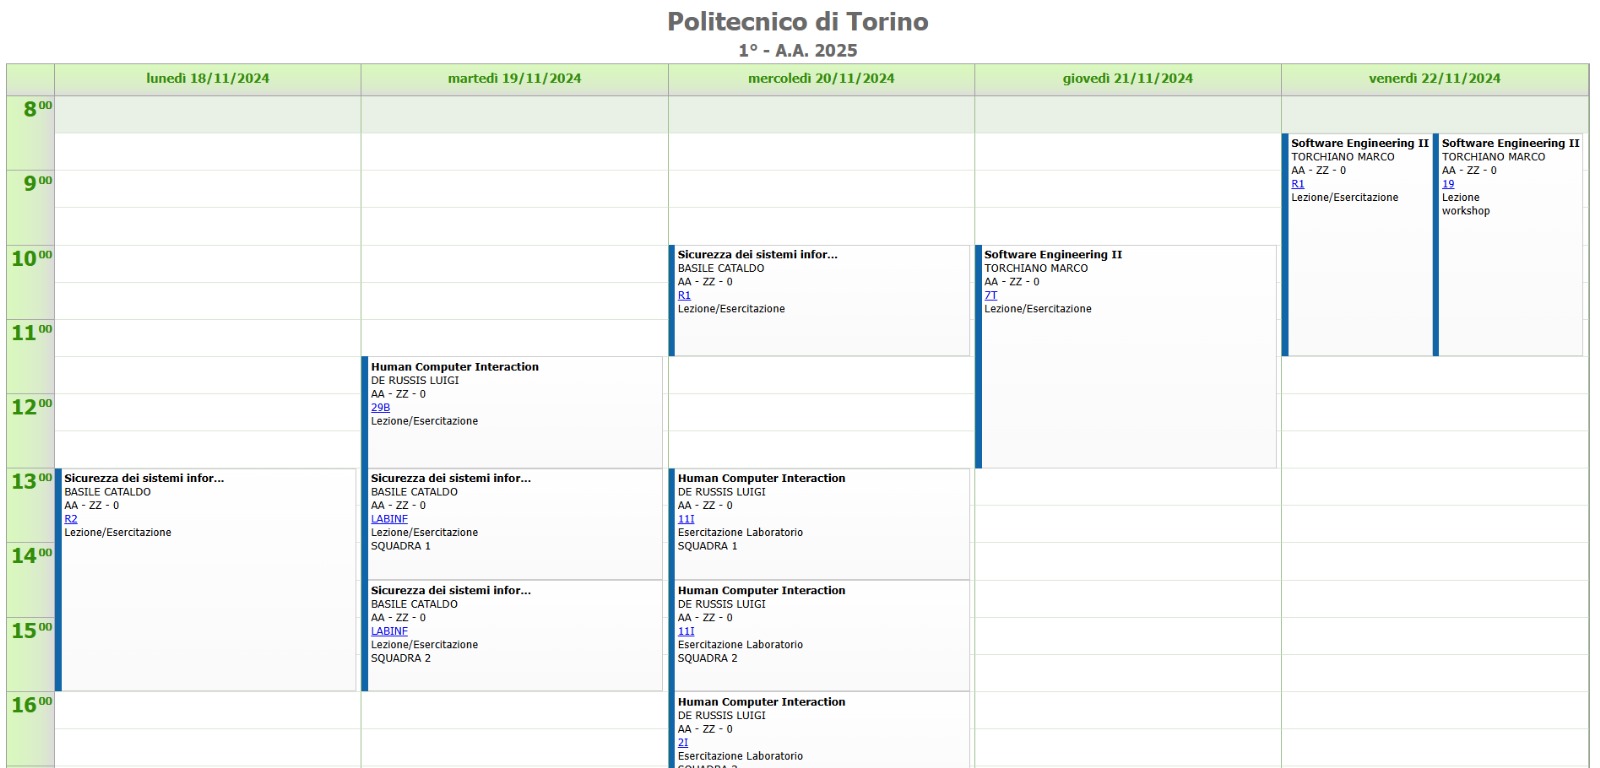 Politecnico di Torino
1° - A.A. 2025
lunedì 18/11/2024 martedì 19/11/2024 mercoledì 20/11/2024 giovedì 21/11/2024 venerdì 22/11/2024
8 00
9 00
10 00
11 00
12 00
13 00
14 00
15 00
16 00
Sicurezza dei sistemi infor...
BASILE CATALDO
AA - ZZ - 0
R2
Lezione/Esercitazione
Human Computer Interaction
DE RUSSIS LUIGI
AA - ZZ - 0
29B
Lezione/Esercitazione
Sicurezza dei sistemi infor...
BASILE CATALDO
AA - ZZ - 0
LABINF
Lezione/Esercitazione
SQUADRA 1
Sicurezza dei sistemi infor...
BASILE CATALDO
AA - ZZ - 0
LABINF
Lezione/Esercitazione
SQUADRA 2
Sicurezza dei sistemi infor...
BASILE CATALDO
AA - ZZ - 0
R1
Lezione/Esercitazione
Human Computer Interaction
DE RUSSIS LUIGI
AA - ZZ - 0
11I
Esercitazione Laboratorio
SQUADRA 1
Human Computer Interaction
DE RUSSIS LUIGI
AA - ZZ - 0
11I
Esercitazione Laboratorio
SQUADRA 2
Human Computer Interaction
DE RUSSIS LUIGI
AA - ZZ - 0
2I
Esercitazione Laboratorio
SQUADRA
Software Engineering II
TORCHIANO MARCO
AA - ZZ - 0
7T
Lezione/Esercitazione
Software Engineering II
TORCHIANO MARCO
AA - ZZ - 0
R1
Lezione/Esercitazione
Software Engineering II
TORCHIANO MARCO
AA - ZZ - 0
19
Lezione
workshop